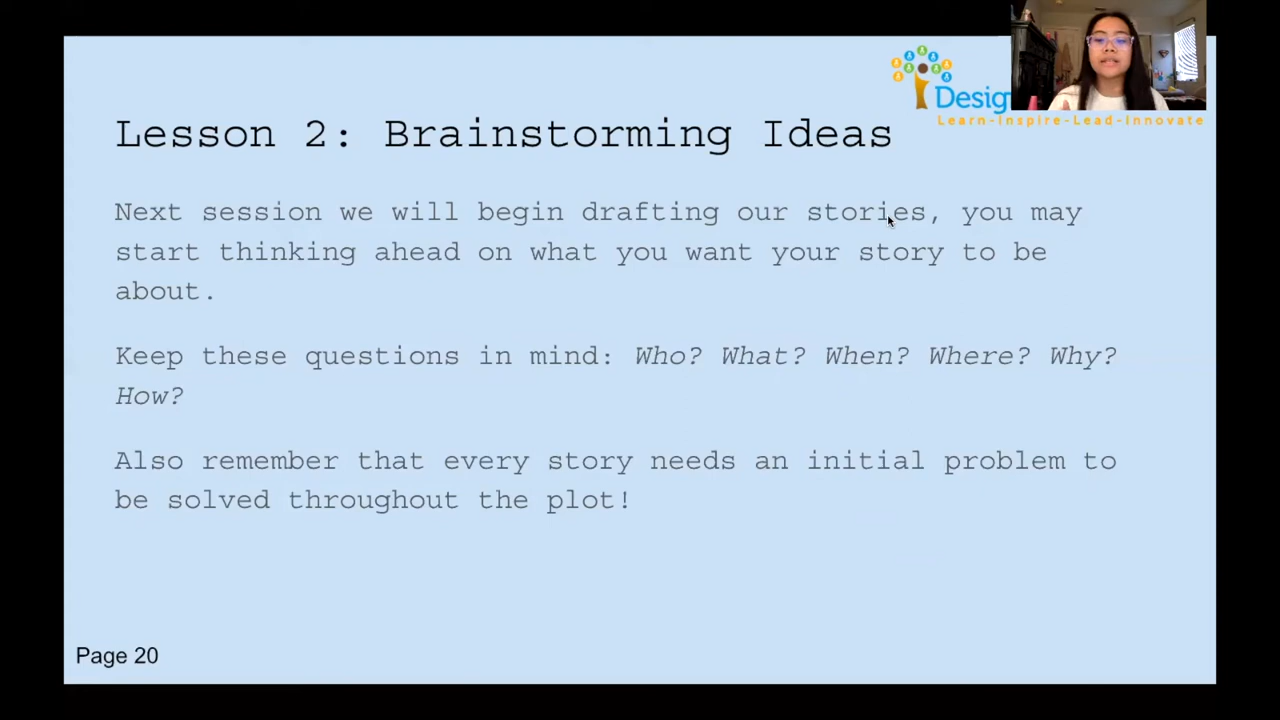 Desig
Learn-Inspire-Lead-Innovate
Lesson 2: Brainstorming Ideas
Next session we will begin drafting our stories, you may
start thinking ahead on what you want your story to be
about.
Keep these questions in mind: Who? What? When? Where? Why?
How?
Also remember that every story needs an initial problem to
be solved throughout the plot!
Page 20